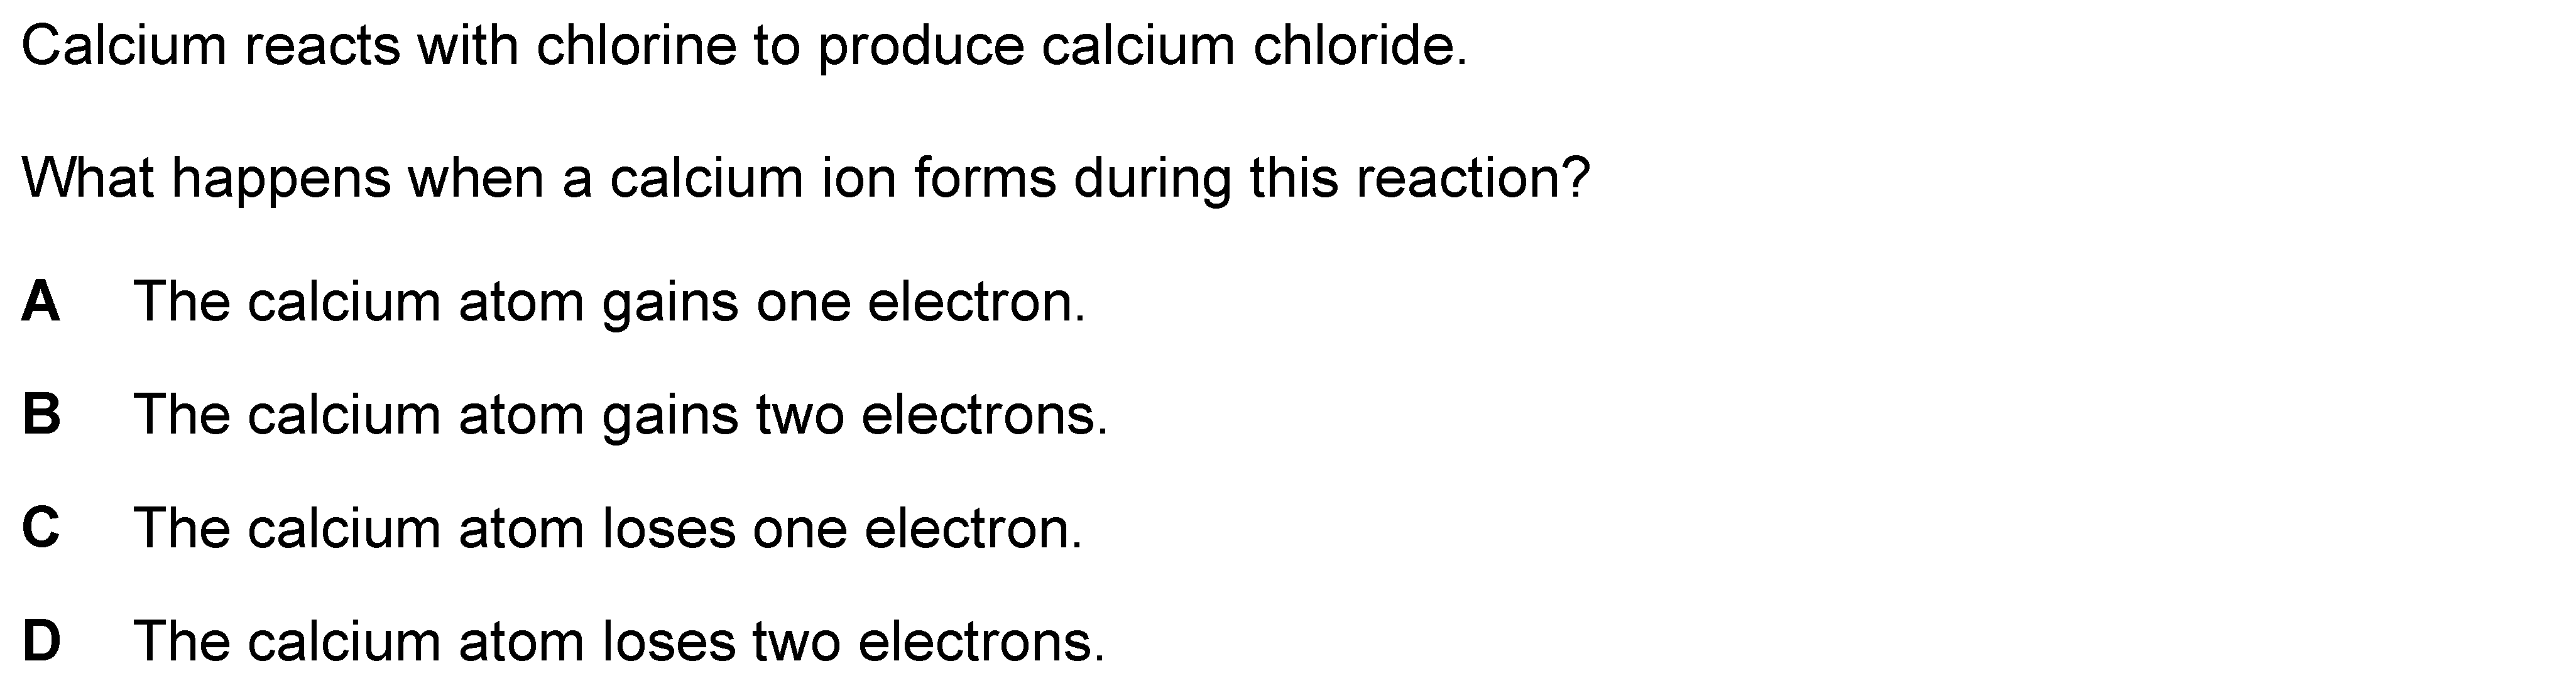 Calcium reacts with chlorine to produce calcium chloride.
What happens when a calcium ion forms during this reaction?
A The calcium atom gains one electron.
B The calcium atom gains two electrons.
C The calcium atom loses one electron.
D The calcium atom loses two electrons.